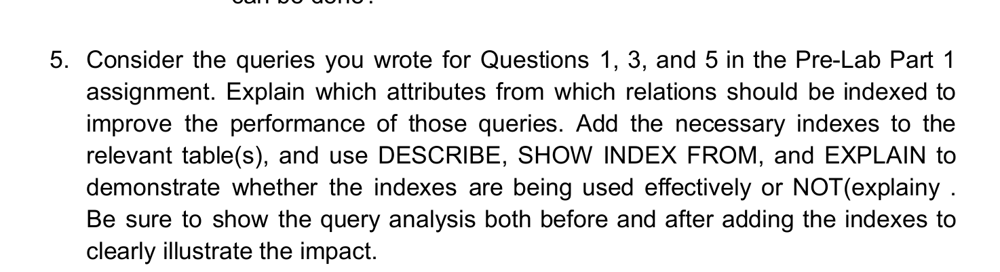 5. Consider the queries you wrote for Questions 1, 3, and 5 in the Pre-Lab Part 1
assignment. Explain which attributes from which relations should be indexed to
improve the performance of those queries. Add the necessary indexes to the
relevant table(s), and use DESCRIBE, SHOW INDEX FROM, and EXPLAIN to
demonstrate whether the indexes are being used effectively or NOT(explainy .
Be sure to show the query analysis both before and after adding the indexes to
clearly illustrate the impact.